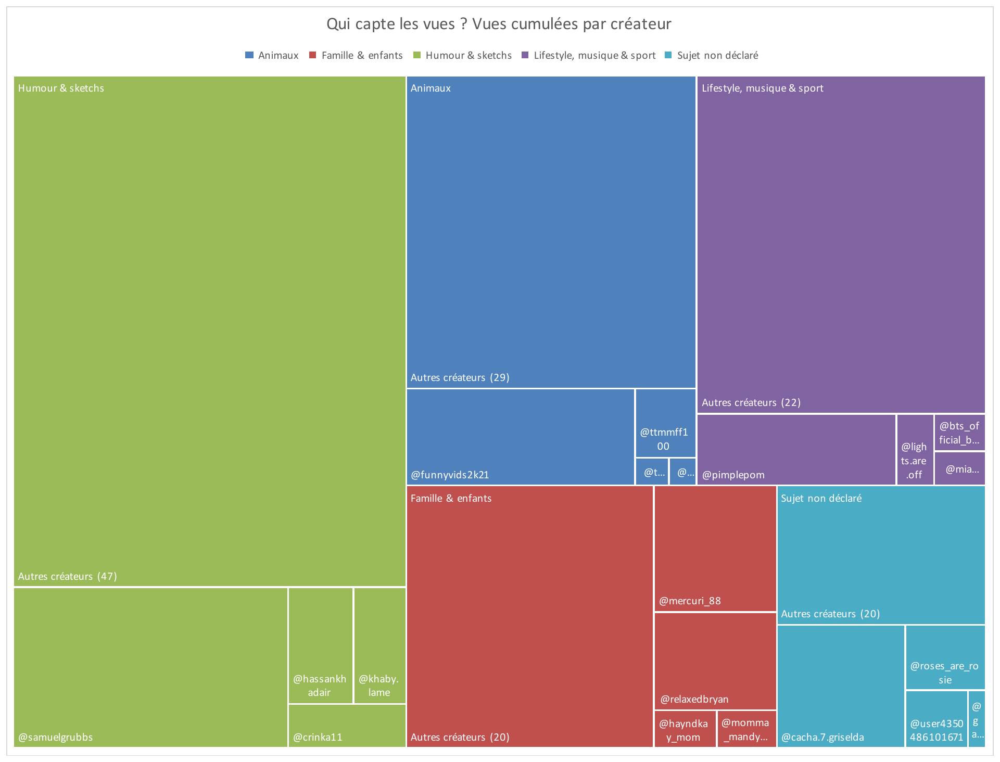 Qui capte les vues ? Vues cumulées par créateur
Animaux
Famille & enfants
Humour & sketchs
Lifestyle, musique & sport
Sujet non déclaré
Humour & sketchs
Autres créateurs (47)
@samuelgrubbs
@hassankh
adair
@khaby.
lame
@crinka11
Animaux
Autres créateurs (29)
@funnyvids2k21
@ttmmff1
00
@t...
@...
Lifestyle, musique & sport
Autres créateurs (22)
@pimplepom
@ligh
ts.are
.off
@bts_of
ficial_b...
@mia...
Famille & enfants
Autres créateurs (20)
@mercuri_88
@relaxedbryan
@hayndka
y_mom
@momma
_mandy...
Sujet non déclaré
Autres créateurs (20)
@cacha.7.griselda
@roses_are_ro
sie
@user4350
486101671
@
g
a...